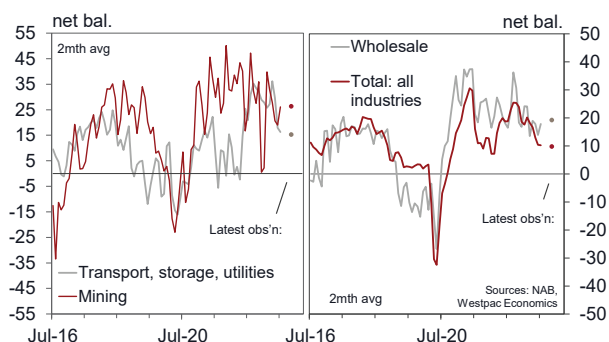 net bal.
net bal.
55
45
35
25
15
5
-5
-15
-25
-35
-45
-55
2mth avg
Latest obs'n:
Transport, storage, utilities
Mining
Jul-16
Jul-20
Wholesale
Total: all
industries
Latest obs'n:
Sources: NAB,
Westpac Economics
2mth avg
Jul-16
Jul-20
50
40
30
20
10
0
-10
-20
-30
-40
-50